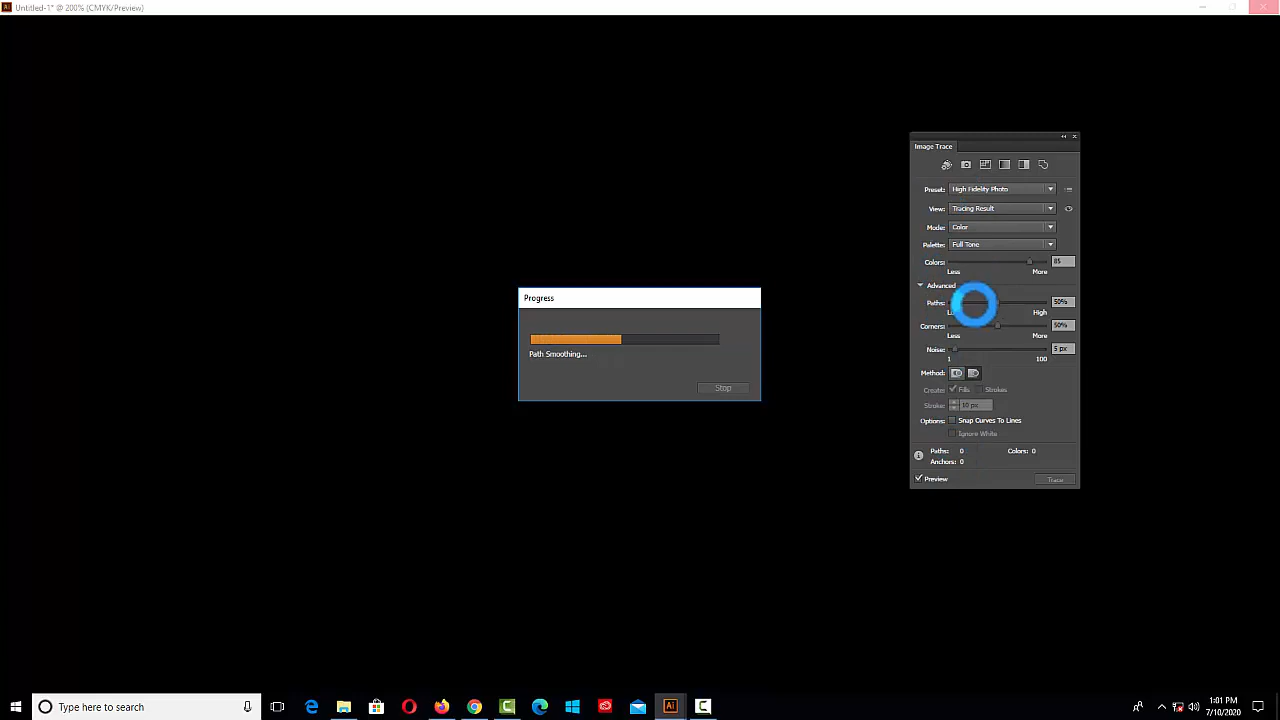 Untitled-1* @ 200% (CMYK/Preview)
Image Trace
Preset: High Fidelity Photo
View: Tracing Result
Mode: Color
Palette: Full Tone
Colors: 85
Less More
Advanced
Paths: 50%
High
Corners: 50%
Less More
Noise: 5 px
1 100
Method:
Create: Fills Strokes
Stroke: 10 px
Options: Snap Curves To Lines
Ignore White
Paths: 0 Colors: 0
Anchors: 0
Preview Trace
Progress
Path Smoothing...
Stop
Type here to search
1:01 PM
7/10/2020